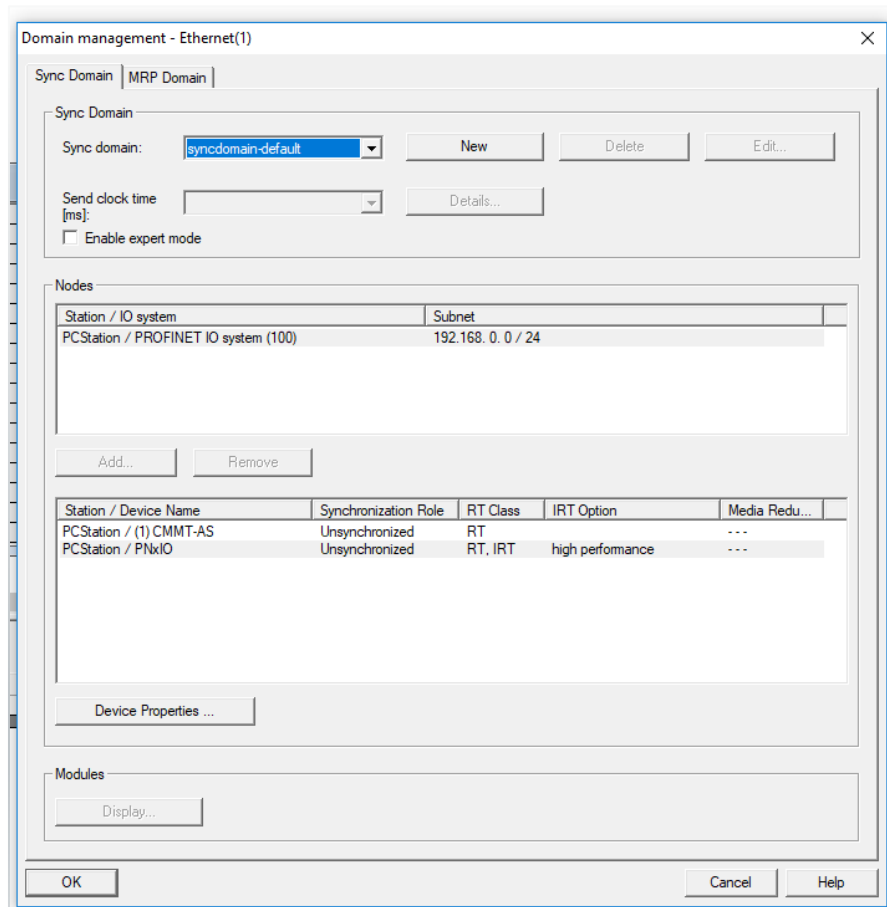 Domain management - Ethernet(1)
Sync Domain MRP Domain
Sync Domain
Sync domain: syncdomain-default New Delete Edit...
Send clock time
[ms]: Details...
Enable expert mode
Nodes
Station / IO system Subnet
PCStation / PROFINET IO system (100) 192.168. 0. 0 / 24
Add... Remove
Station / Device Name Synchronization Role RT Class IRT Option Media Redu...
PCStation / (1) CMMT-AS Unsynchronized RT - - -
PCStation / PNxIO Unsynchronized RT, IRT high performance - - -
Device Properties ...
Modules
Display...
OK Cancel Help